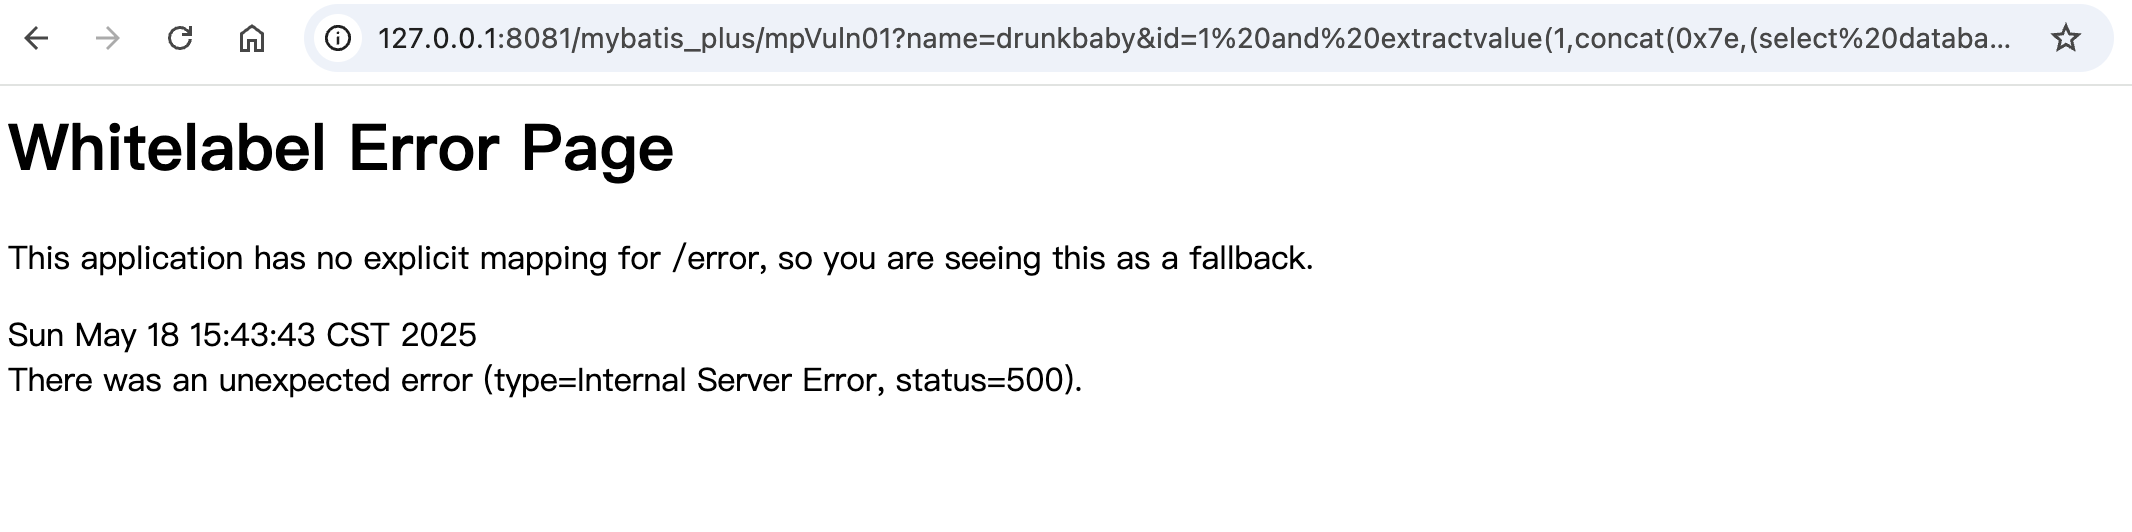 127.0.0.1:8081/mybatis_plus/mpVuln01?name=drunkbaby&id=1%20and%20extractvalue(1,concat(0x7e,(select%20databa...
Whitelabel Error Page
This application has no explicit mapping for /error, so you are seeing this as a fallback.
Sun May 18 15:43:43 CST 2025
There was an unexpected error (type=Internal Server Error, status=500).